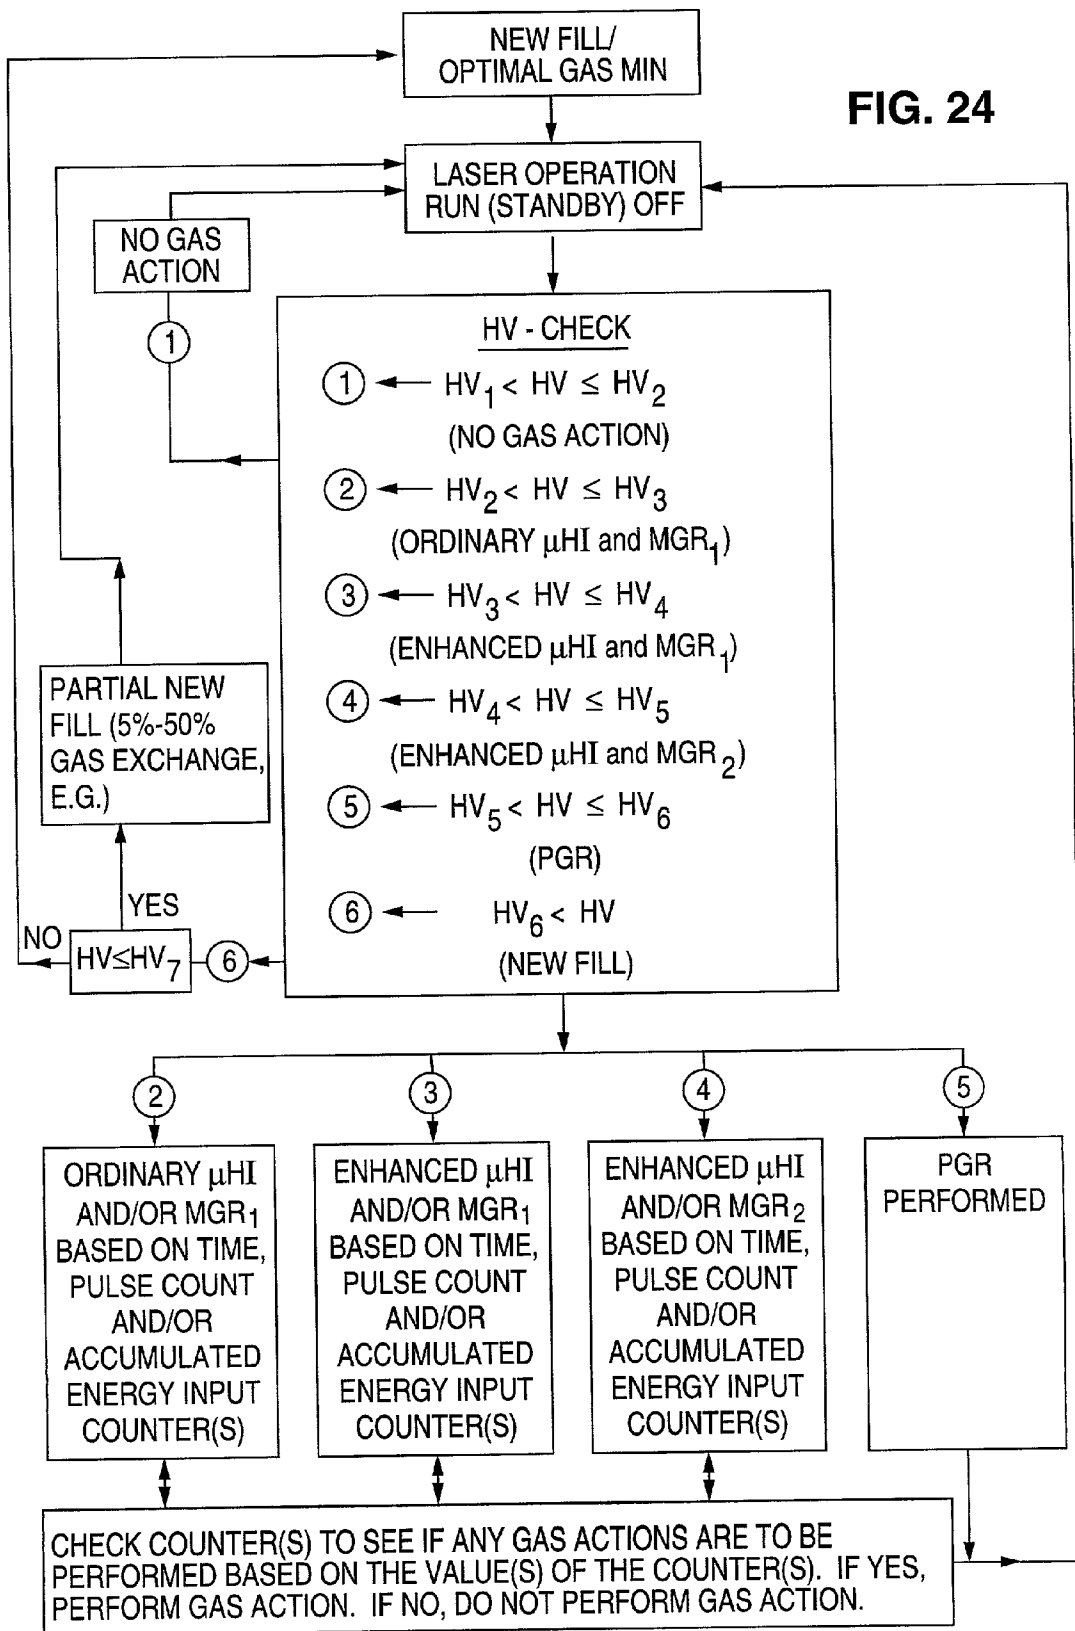 NEW FILL/
OPTIMAL GAS MIN
FIG. 24
LASER OPERATION
RUN (STANDBY) OFF
NO GAS
ACTION
1
HV - CHECK
1 HV1 < HV ≤ HV2
(NO GAS ACTION)
2 HV2 < HV ≤ HV3
(ORDINARY μHI and MGR1)
3 HV3 < HV ≤ HV4
(ENHANCED μHI and MGR1)
4 HV4 < HV ≤ HV5
(ENHANCED μHI and MGR2)
5 HV5 < HV ≤ HV6
(PGR)
6 HV6 < HV
(NEW FILL)
PARTIAL NEW
FILL (5%-50%
GAS EXCHANGE,
E.G.)
YES
NO
HV≤HV7
6
2
ORDINARY μHI
AND/OR MGR1
BASED ON TIME,
PULSE COUNT
AND/OR
ACCUMULATED
ENERGY INPUT
COUNTER(S)
3
ENHANCED μHI
AND/OR MGR1
BASED ON TIME,
PULSE COUNT
AND/OR
ACCUMULATED
ENERGY INPUT
COUNTER(S)
4
ENHANCED μHI
AND/OR MGR2
BASED ON TIME,
PULSE COUNT
AND/OR
ACCUMULATED
ENERGY INPUT
COUNTER(S)
5
PGR
PERFORMED
CHECK COUNTER(S) TO SEE IF ANY GAS ACTIONS ARE TO BE
PERFORMED BASED ON THE VALUE(S) OF THE COUNTER(S). IF YES,
PERFORM GAS ACTION. IF NO, DO NOT PERFORM GAS ACTION.